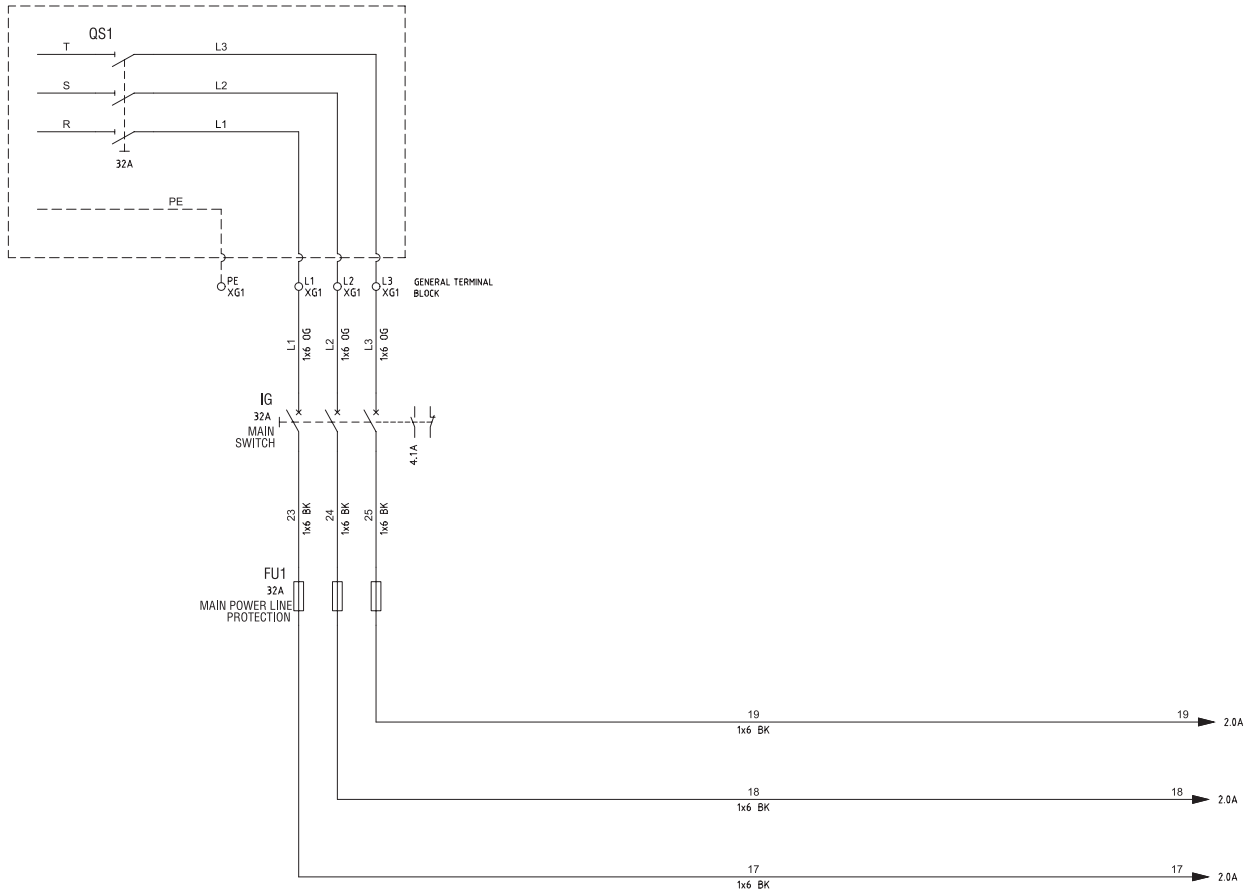 QS1
T L3
S L2
R L1
32A
PE
PE
XG1
L1
XG1
L2
XG1
L3
XG1
GENERAL TERMINAL
BLOCK
L1
1x6 OG
L2
1x6 OG
L3
1x6 OG
IG
32A
MAIN
SWITCH
4.1A
23
1x6 BK
24
1x6 BK
25
1x6 BK
FU1
32A
MAIN POWER LINE
PROTECTION
19 19 2.0A
1x6 BK
18 18 2.0A
1x6 BK
17 17 2.0A
1x6 BK